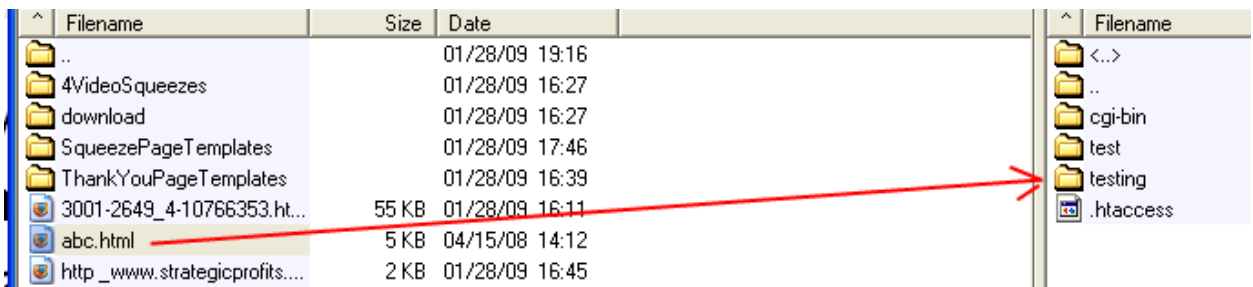 ^ Filename Size Date
.. 01/28/09 19:16
4VideoSqueezes 01/28/09 16:27
download 01/28/09 16:27
SqueezePageTemplates 01/28/09 17:46
ThankYouPageTemplates 01/28/09 16:39
3001-2649_4-10766353.ht... 55 KB 01/28/09 16:11
abc.html 5 KB 04/15/08 14:12
http _www.strategicprofits.... 2 KB 01/28/09 16:45
^ Filename
<..>
..
cgi-bin
test
testing
.htaccess